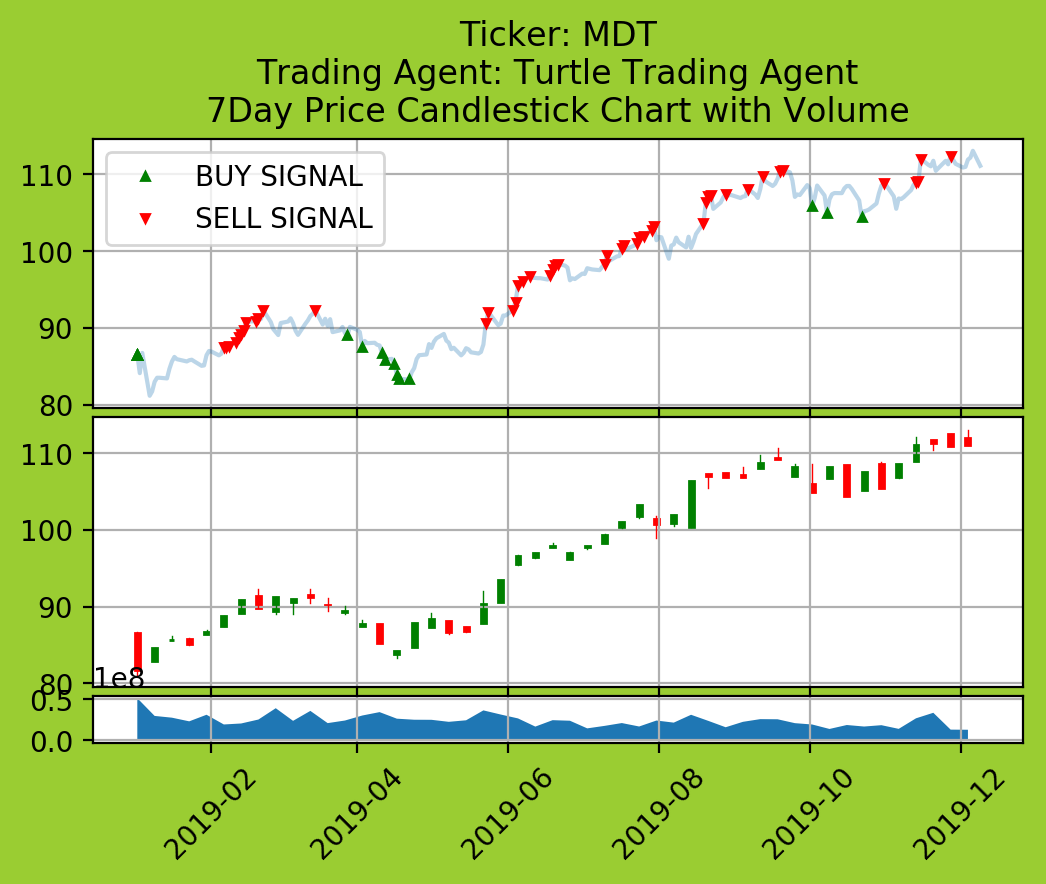 Ticker: MDT
Trading Agent: Turtle Trading Agent
7Day Price Candlestick Chart with Volume
BUY SIGNAL
SELL SIGNAL
110
100
90
80
110
100
90
80
1e8
0.5
0.0
2019-02
2019-04
2019-06
2019-08
2019-10
2019-12